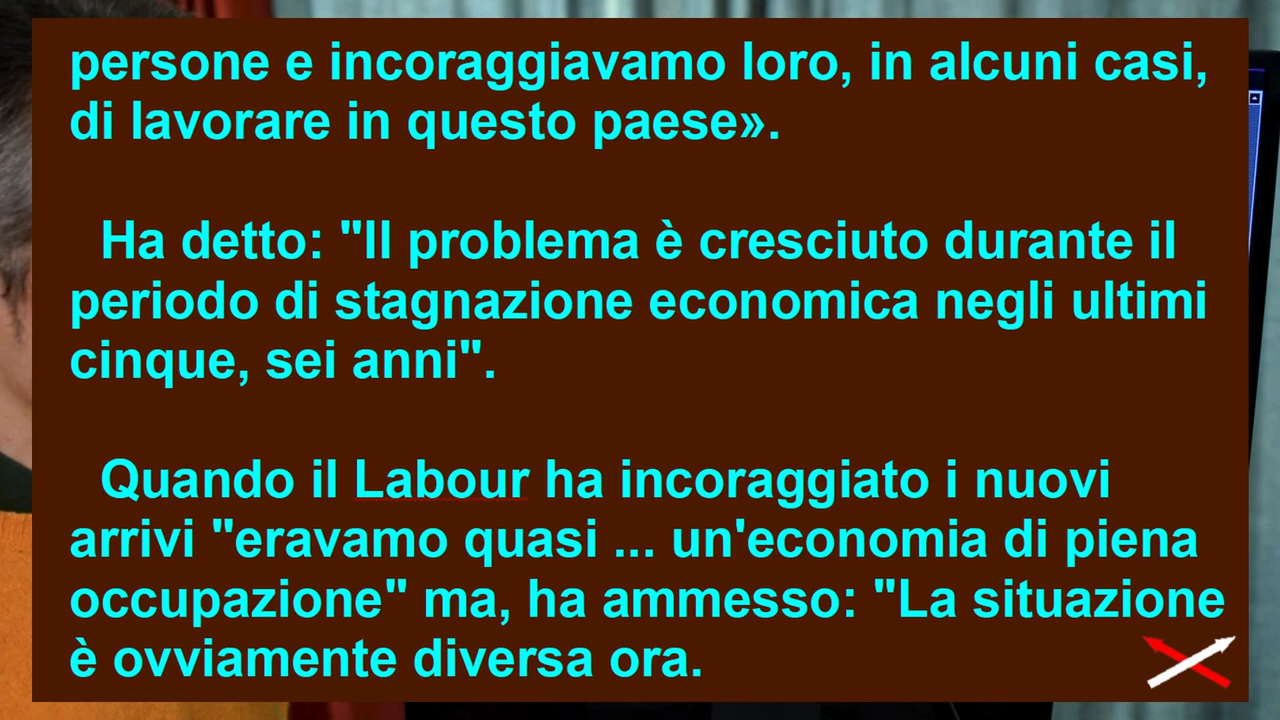 persone e incoraggiavamo loro, in alcuni casi,
di lavorare in questo paese».
Ha detto: "Il problema è cresciuto durante il
periodo di stagnazione economica negli ultimi
cinque, sei anni".
Quando il Labour ha incoraggiato i nuovi
arrivi "eravamo quasi ... un'economia di piena
occupazione" ma, ha ammesso: "La situazione
è ovviamente diversa ora.